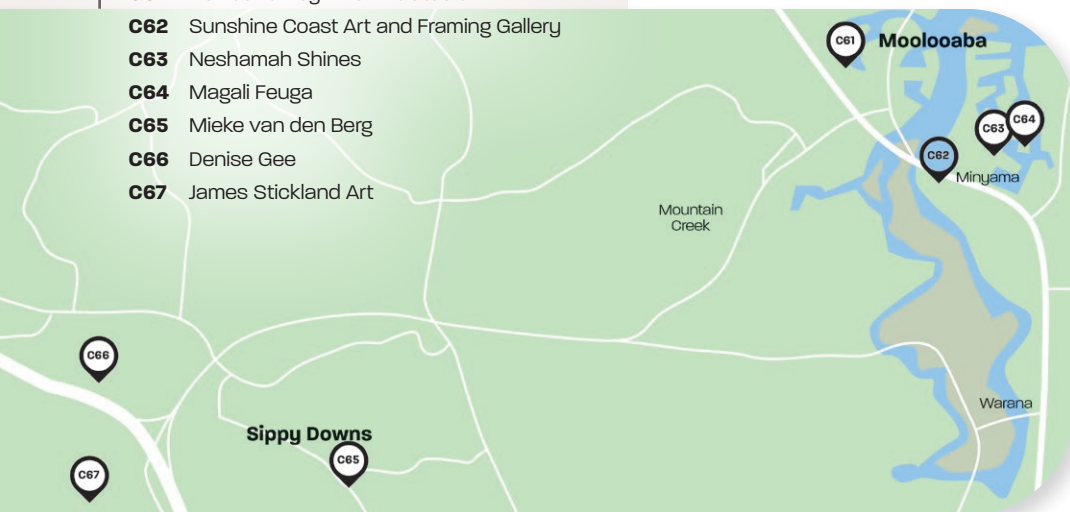 C62 Sunshine Coast Art and Framing Gallery
C63 Neshamah Shines
C64 Magali Feuga
C65 Mieke van den Berg
C66 Denise Gee
C67 James Stickland Art
C61 Moolooaba
C63 C64
C62
Minyama
Mountain
Creek
C66
Warana
Sippy Downs
C65
C67